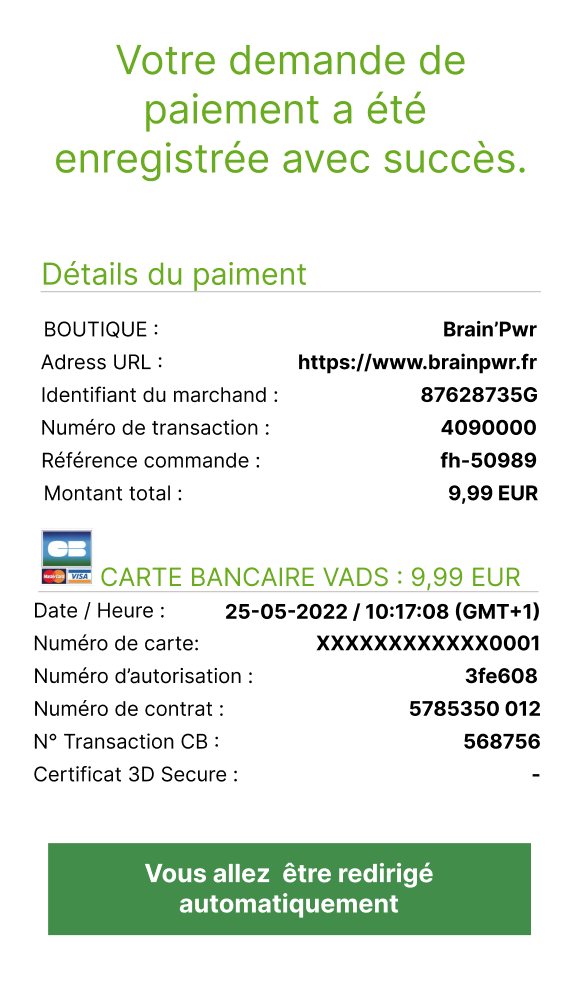 Votre demande de
paiement a été
enregistrée avec succès.
Détails du paiment
BOUTIQUE : Brain’Pwr
Adress URL : https://www.brainpwr.fr
Identifiant du marchand : 87628735G
Numéro de transaction : 4090000
Référence commande : fh-50989
Montant total : 9,99 EUR
CB
MasterCard VISA
CARTE BANCAIRE VADS : 9,99 EUR
Date / Heure : 25-05-2022 / 10:17:08 (GMT+1)
Numéro de carte: XXXXXXXXXXXX0001
Numéro d’autorisation : 3fe608
Numéro de contrat : 5785350 012
N° Transaction CB : 568756
Certificat 3D Secure : -
Vous allez être redirigé
automatiquement